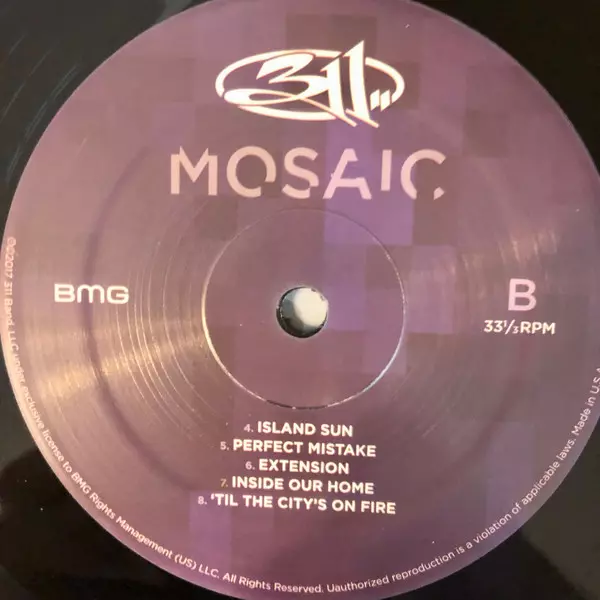 311
MOSAIC
BMG
B
33⅓RPM
4. ISLAND SUN
5. PERFECT MISTAKE
6. EXTENSION
7. INSIDE OUR HOME
8. 'TIL THE CITY'S ON FIRE
©2017 311 Band, LLC under exclusive license to BMG Rights Management (US) LLC. All Rights Reserved. Uauthorized reproduction is a violation of applicable laws. Made in U.S.A